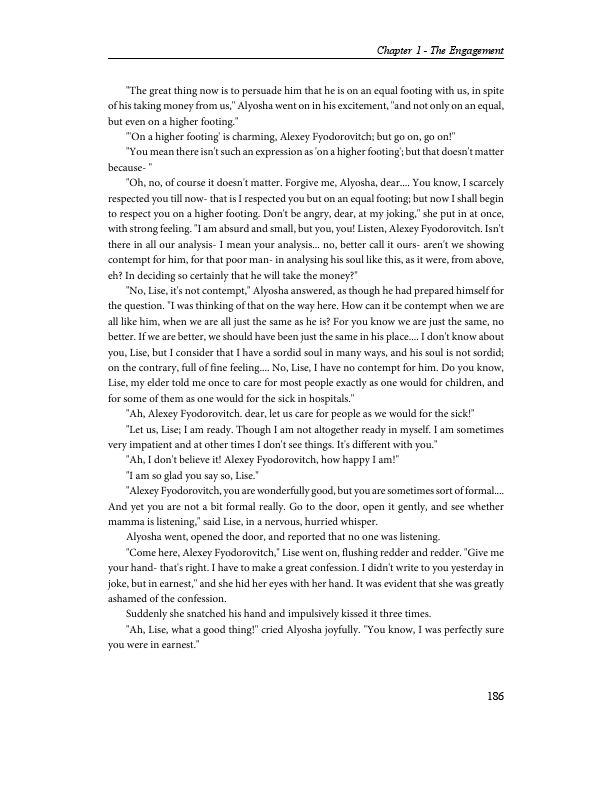 Chapter 1 - The Engagement
"The great thing now is to persuade him that he is on an equal footing with us, in spite
of his taking money from us," Alyosha went on in his excitement, "and not only on an equal,
but even on a higher footing."
"'On a higher footing' is charming, Alexey Fyodorovitch; but go on, go on!"
"You mean there isn't such an expression as 'on a higher footing'; but that doesn't matter
because- "
"Oh, no, of course it doesn't matter. Forgive me, Alyosha, dear.... You know, I scarcely
respected you till now- that is I respected you but on an equal footing; but now I shall begin
to respect you on a higher footing. Don't be angry, dear, at my joking," she put in at once,
with strong feeling. "I am absurd and small, but you, you! Listen, Alexey Fyodorovitch. Isn't
there in all our analysis- I mean your analysis... no, better call it ours- aren't we showing
contempt for him, for that poor man- in analysing his soul like this, as it were, from above,
eh? In deciding so certainly that he will take the money?"
"No, Lise, it's not contempt," Alyosha answered, as though he had prepared himself for
the question. "I was thinking of that on the way here. How can it be contempt when we are
all like him, when we are all just the same as he is? For you know we are just the same, no
better. If we are better, we should have been just the same in his place.... I don't know about
you, Lise, but I consider that I have a sordid soul in many ways, and his soul is not sordid;
on the contrary, full of fine feeling.... No, Lise, I have no contempt for him. Do you know,
Lise, my elder told me once to care for most people exactly as one would for children, and
for some of them as one would for the sick in hospitals."
"Ah, Alexey Fyodorovitch. dear, let us care for people as we would for the sick!"
"Let us, Lise; I am ready. Though I am not altogether ready in myself. I am sometimes
very impatient and at other times I don't see things. It's different with you."
"Ah, I don't believe it! Alexey Fyodorovitch, how happy I am!"
"I am so glad you say so, Lise."
"Alexey Fyodorovitch, you are wonderfully good, but you are sometimes sort of formal....
And yet you are not a bit formal really. Go to the door, open it gently, and see whether
mamma is listening," said Lise, in a nervous, hurried whisper.
Alyosha went, opened the door, and reported that no one was listening.
"Come here, Alexey Fyodorovitch," Lise went on, flushing redder and redder. "Give me
your hand- that's right. I have to make a great confession. I didn't write to you yesterday in
joke, but in earnest," and she hid her eyes with her hand. It was evident that she was greatly
ashamed of the confession.
Suddenly she snatched his hand and impulsively kissed it three times.
"Ah, Lise, what a good thing!" cried Alyosha joyfully. "You know, I was perfectly sure
you were in earnest."
186